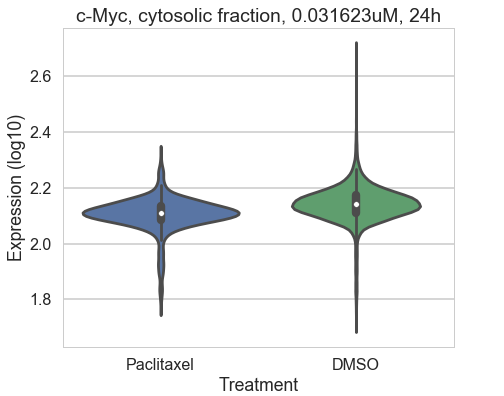 c-Myc, cytosolic fraction, 0.031623uM, 24h
Expression (log10)
2.6
2.4
2.2
2.0
1.8
Paclitaxel DMSO
Treatment